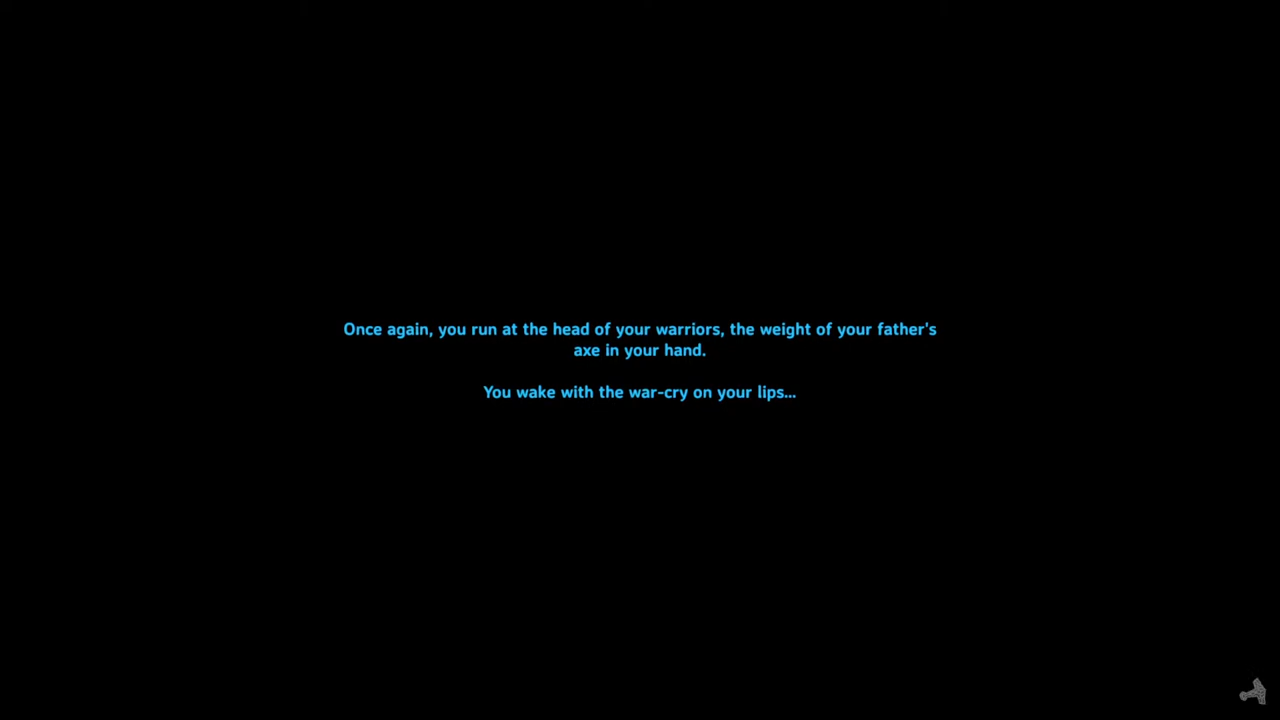 Once again, you run at the head of your warriors, the weight of your father's
axe in your hand.
You wake with the war-cry on your lips...